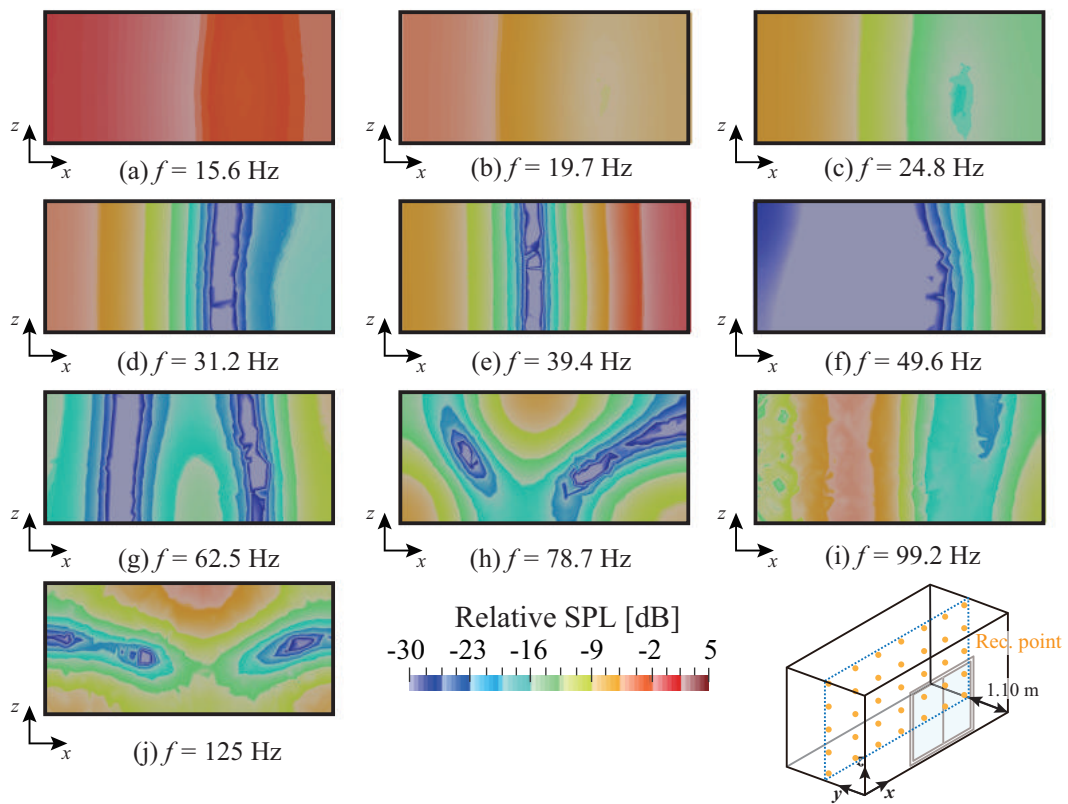 z
x
(a) f = 15.6 Hz
z
x
(b) f = 19.7 Hz
z
x
(c) f = 24.8 Hz
z
x
(d) f = 31.2 Hz
z
x
(e) f = 39.4 Hz
z
x
(f) f = 49.6 Hz
z
x
(g) f = 62.5 Hz
z
x
(h) f = 78.7 Hz
z
x
(i) f = 99.2 Hz
z
x
(j) f = 125 Hz
Relative SPL [dB]
-30 -23 -16 -9 -2 5
Rec. point
1.10 m
z
y
x